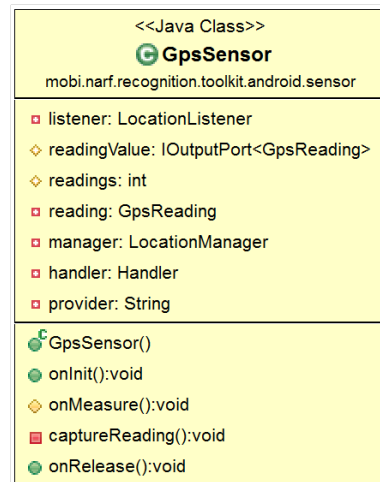 <<Java Class>>
C GpsSensor
mobi.narf.recognition.toolkit.android.sensor
listener: LocationListener
readingValue: IOutputPort<GpsReading>
readings: int
reading: GpsReading
manager: LocationManager
handler: Handler
provider: String
C GpsSensor()
onInit():void
onMeasure():void
captureReading():void
onRelease():void